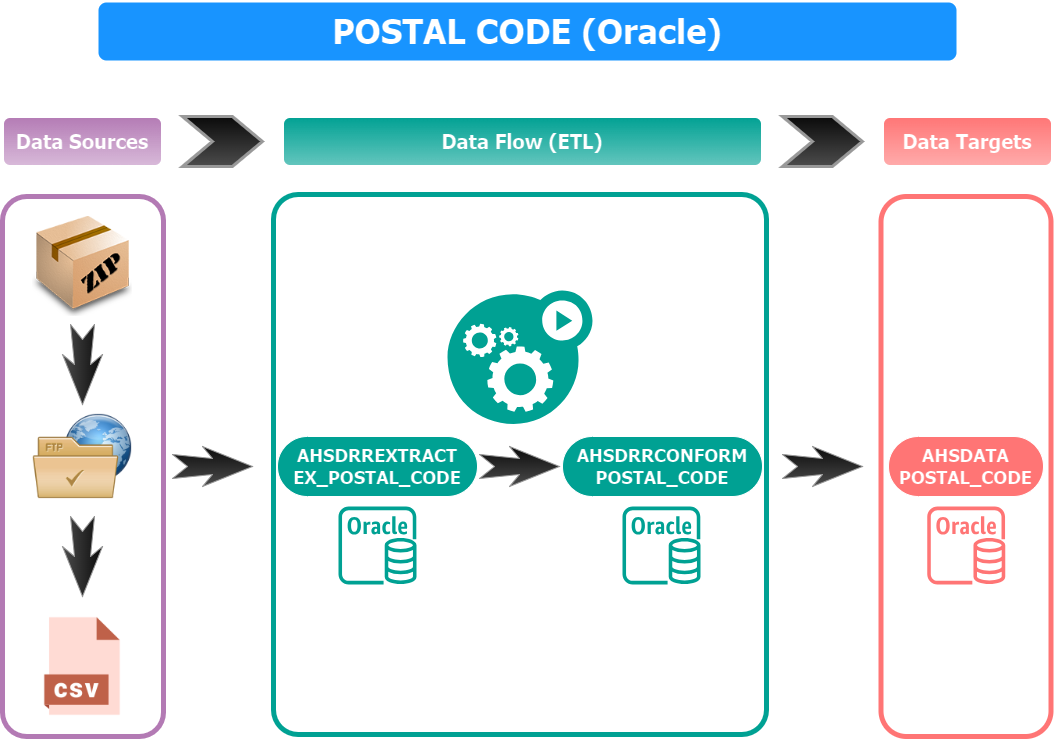 POSTAL CODE (Oracle)
Data Sources
Data Flow (ETL)
Data Targets
ZIP
FTP
CSV
AHSDRREXTRACT
EX_POSTAL_CODE
Oracle
AHSDRRCONFORM
POSTAL_CODE
Oracle
AHSDATA
POSTAL_CODE
Oracle